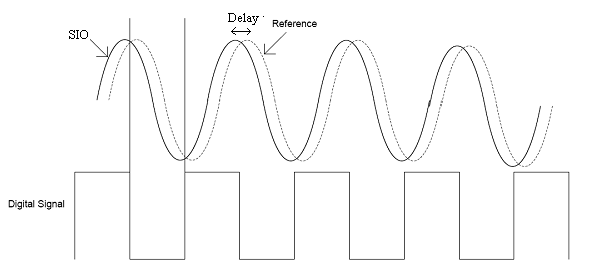 Delay
Reference
SIO
Digital Signal